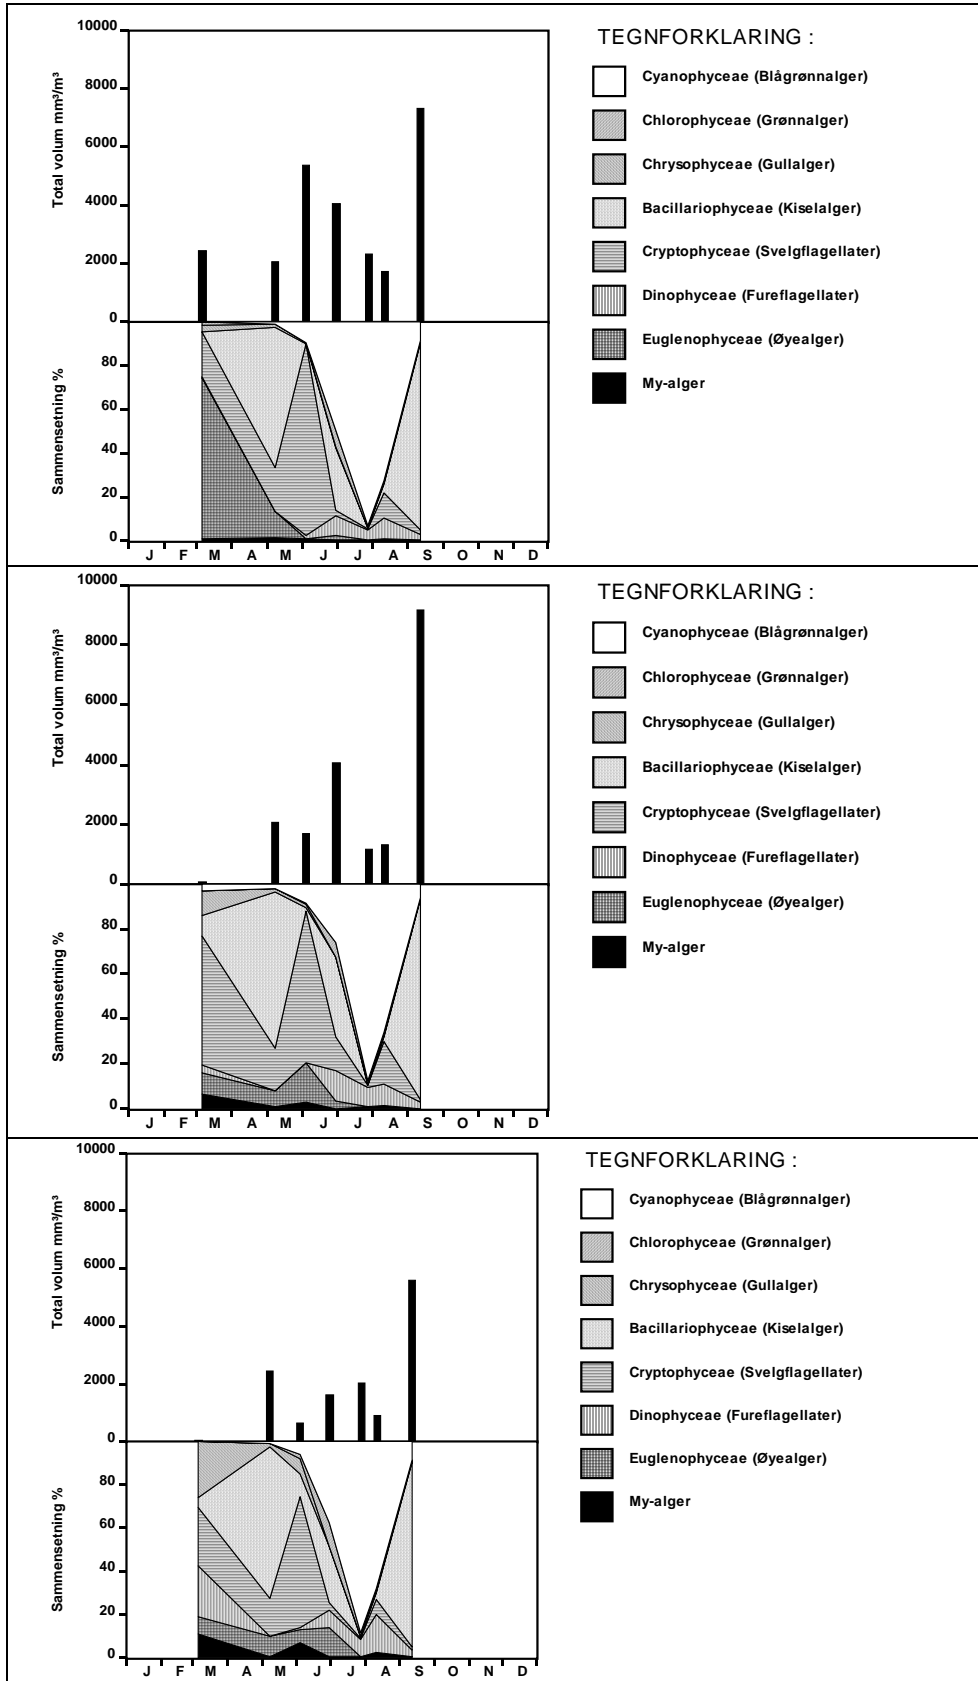 10000
8000
6000
4000
2000
0
Total volum mm³/m³
80
60
40
20
0
Sammensetning %
J F M A M J J A S O N D
TEGNFORKLARING :
Cyanophyceae (Blågrønnalger)
Chlorophyceae (Grønnalger)
Chrysophyceae (Gullalger)
Bacillariophyceae (Kiselalger)
Cryptophyceae (Svelgflagellater)
Dinophyceae (Fureflagellater)
Euglenophyceae (Øyealger)
My-alger
10000
8000
6000
4000
2000
0
Total volum mm³/m³
80
60
40
20
0
Sammensetning %
J F M A M J J A S O N D
TEGNFORKLARING :
Cyanophyceae (Blågrønnalger)
Chlorophyceae (Grønnalger)
Chrysophyceae (Gullalger)
Bacillariophyceae (Kiselalger)
Cryptophyceae (Svelgflagellater)
Dinophyceae (Fureflagellater)
Euglenophyceae (Øyealger)
My-alger
10000
8000
6000
4000
2000
0
Total volum mm³/m³
80
60
40
20
0
Sammensetning %
J F M A M J J A S O N D
TEGNFORKLARING :
Cyanophyceae (Blågrønnalger)
Chlorophyceae (Grønnalger)
Chrysophyceae (Gullalger)
Bacillariophyceae (Kiselalger)
Cryptophyceae (Svelgflagellater)
Dinophyceae (Fureflagellater)
Euglenophyceae (Øyealger)
My-alger